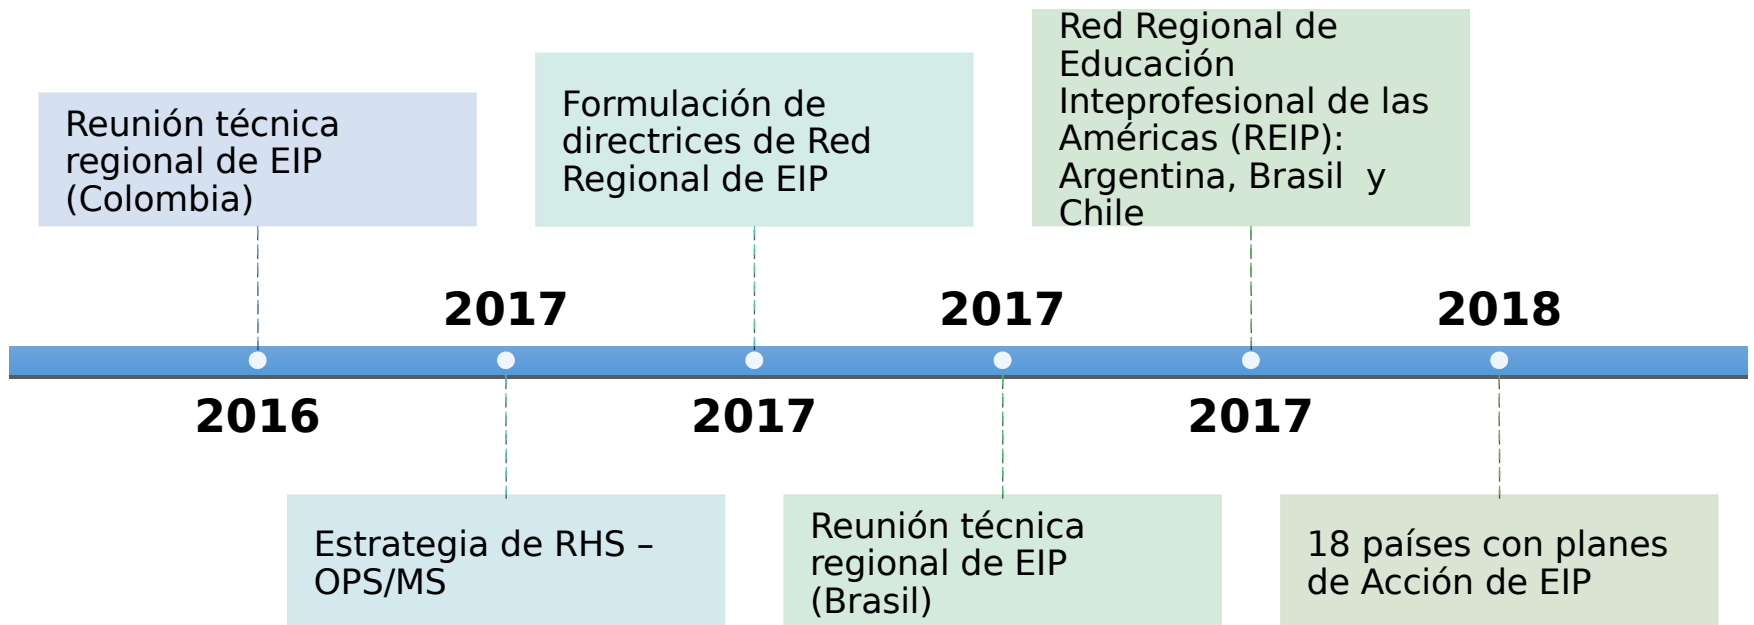 Reunión técnica
regional de EIP
(Colombia)
2016
2017
Estrategia de RHS –
OPS/MS
Formulación de
directrices de Red
Regional de EIP
2017
2017
Reunión técnica
regional de EIP
(Brasil)
Red Regional de
Educación
Inteprofesional de las
Américas (REIP):
Argentina, Brasil  y
Chile
2017
2018
18 países con planes
de Acción de EIP